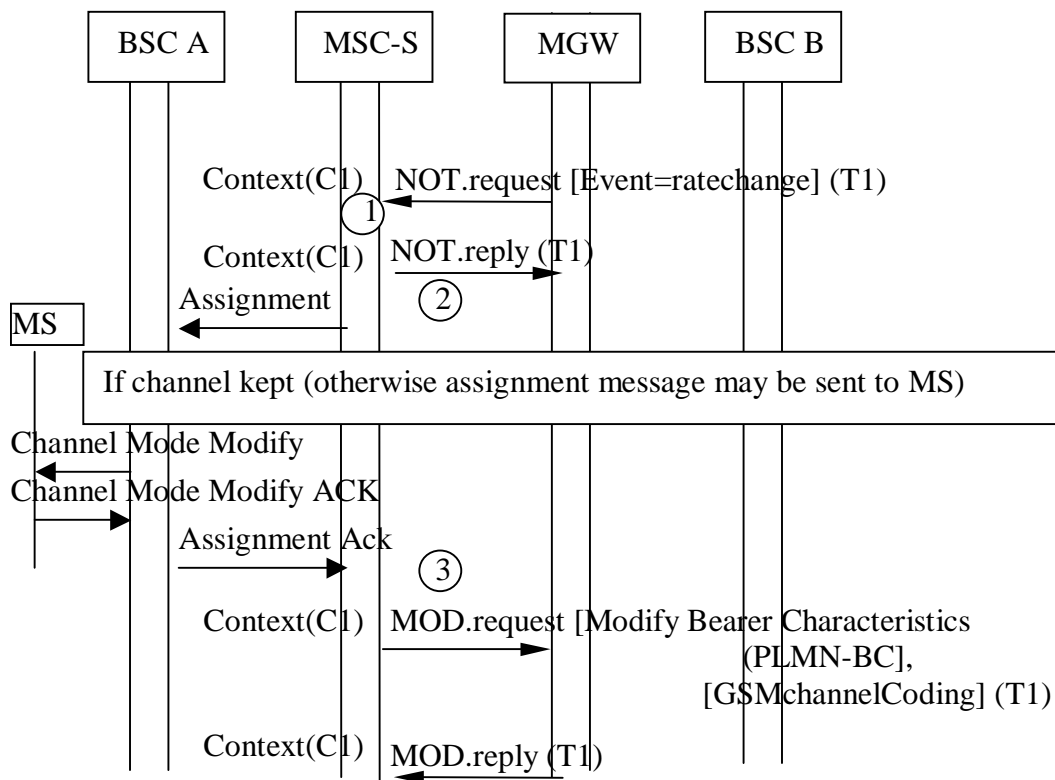 BSC A
MSC-S
MGW
BSC B
Context(C1)
NOT.request [Event=ratechange] (T1)
1
Context(C1)
NOT.reply (T1)
2
Assignment
MS
If channel kept (otherwise assignment message may be sent to MS)
Channel Mode Modify
Channel Mode Modify ACK
Assignment Ack
3
Context(C1)
MOD.request [Modify Bearer Characteristics
(PLMN-BC],
[GSMchannelCoding] (T1)
Context(C1)
MOD.reply (T1)